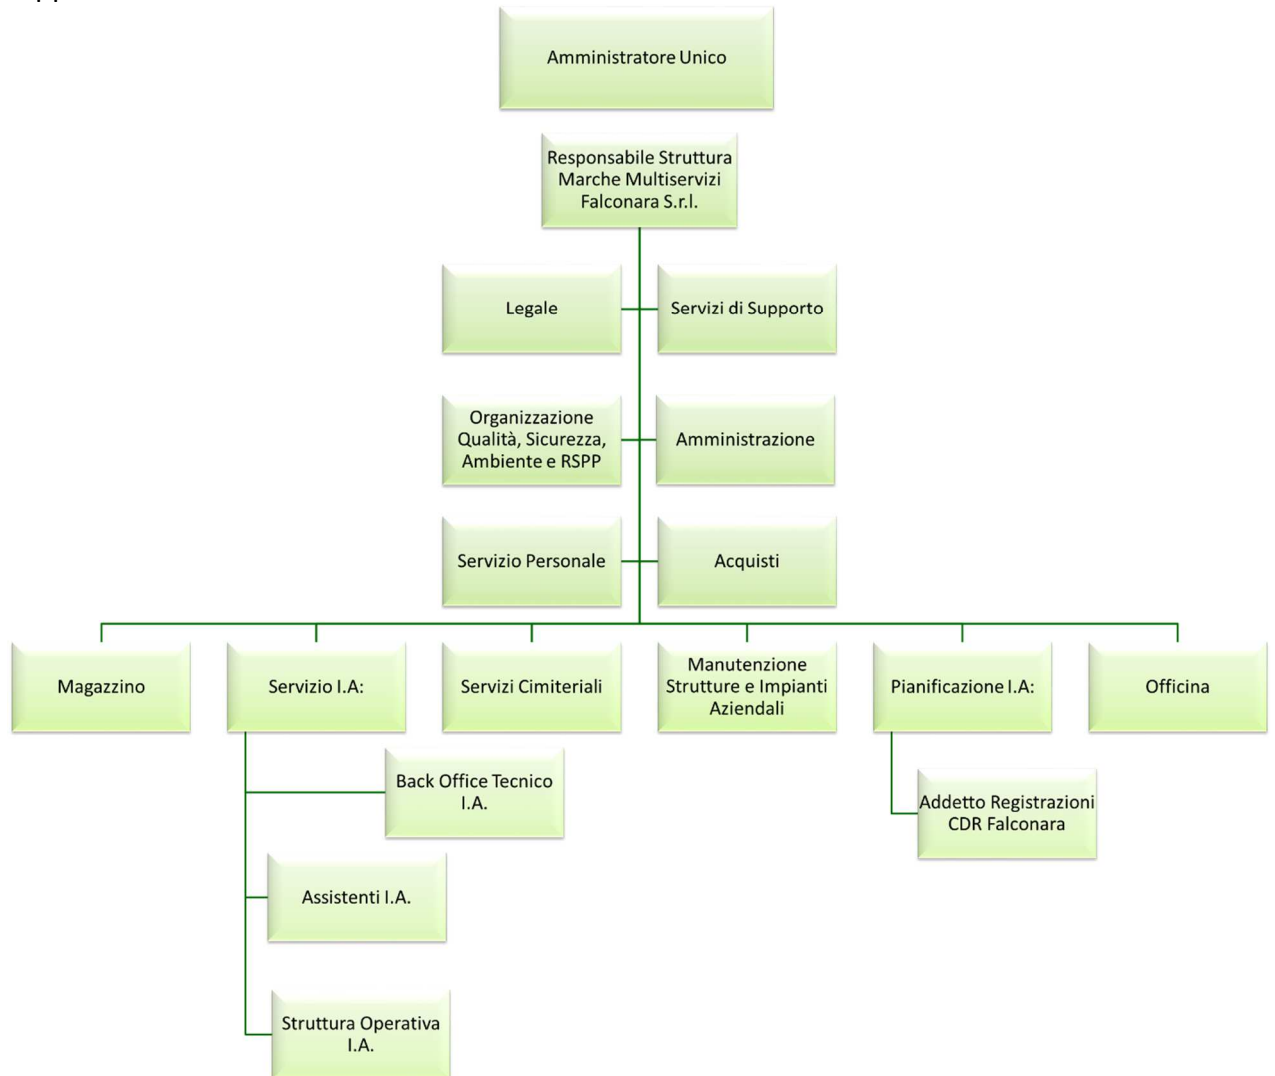 Amministratore Unico
Responsabile Struttura
Marche Multiservizi
Falconara S.r.l.
Legale
Servizi di Supporto
Organizzazione
Qualità, Sicurezza,
Ambiente e RSPP
Amministrazione
Servizio Personale
Acquisti
Magazzino
Servizio I.A:
Servizi Cimiteriali
Manutenzione
Strutture e Impianti
Aziendali
Pianificazione I.A:
Officina
Back Office Tecnico
I.A.
Addetto Registrazioni
CDR Falconara
Assistenti I.A.
Struttura Operativa
I.A.